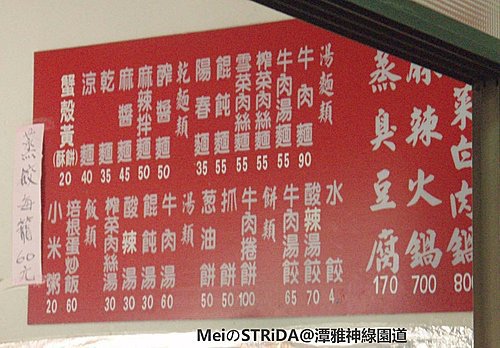 菜白肉鍋 80
麻辣火鍋 700
蒸臭豆腐 170
湯麵類
牛肉麵 90
牛肉湯麵 55
榨菜肉絲麵 55
雪菜肉絲麵 55
餛飩麵 55
陽春麵 35
乾麵類
酢醬麵 50
麻辣拌麵 50
麻醬麵 45
乾麵 35
涼麵 40
蟹殼黃(酥餅) 20
水餃
酸辣湯餃 70
牛肉湯餃 65
餅類
牛肉捲餅 100
抓餅 50
葱油餅 50
湯類
牛肉湯 60
餛飩湯 30
酸辣湯 30
榨菜肉絲湯 30
飯類
培根蛋炒飯 60
小米粥 20
蒸餃每籠60元
MeiのSTRiDA@潭雅神綠園道